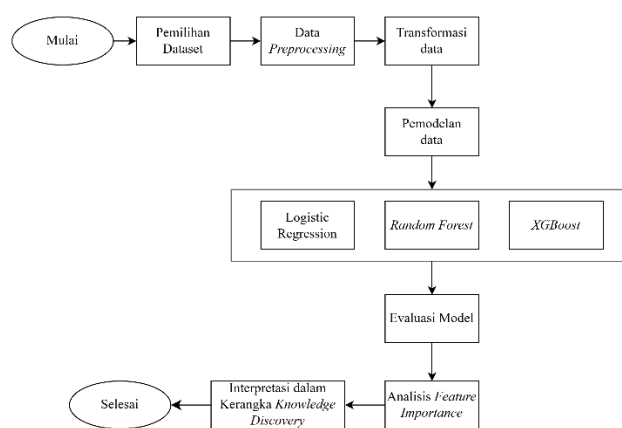 Mulai
Pemilihan
Dataset
Data
Preprocessing
Transformasi
data
Pemodelan
data
Logistic
Regression
Random Forest
XGBoost
Evaluasi Model
Analisis Feature
Importance
Interpretasi dalam
Kerangka Knowledge
Discovery
Selesai